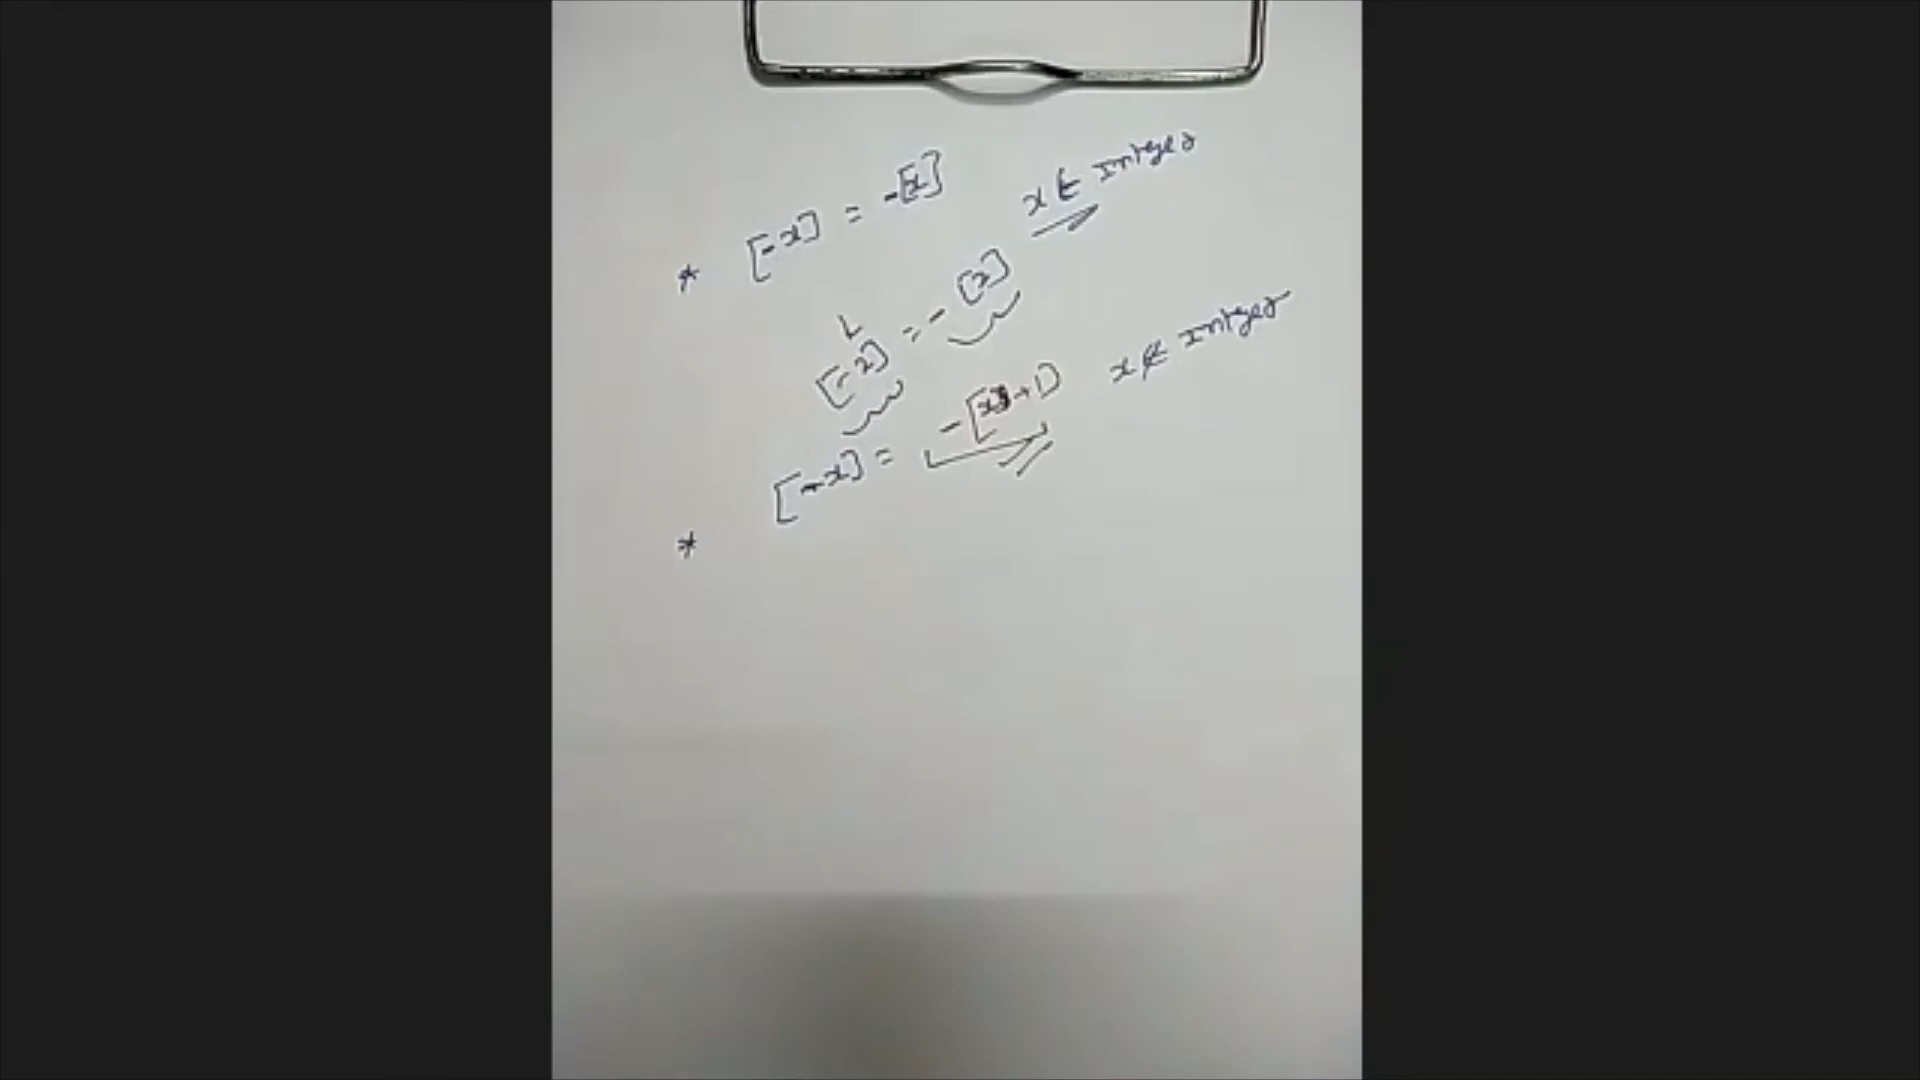 * [-x] = -[x] x ∈ Integer
[-x] = -[x]
[-x] = -[x+1) x ∉ Integer
*